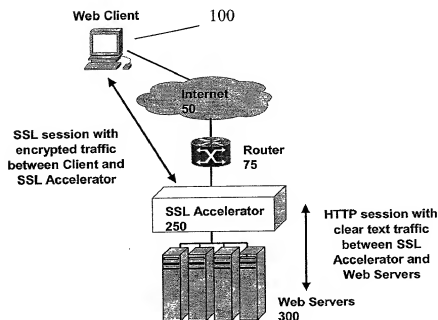 Web Client
100
Internet
50
SSL session with
encrypted traffic
between Client and
SSL Accelerator
Router
75
SSL Accelerator
250
HTTP session with
clear text traffic
between SSL
Accelerator and
Web Servers
Web Servers
300